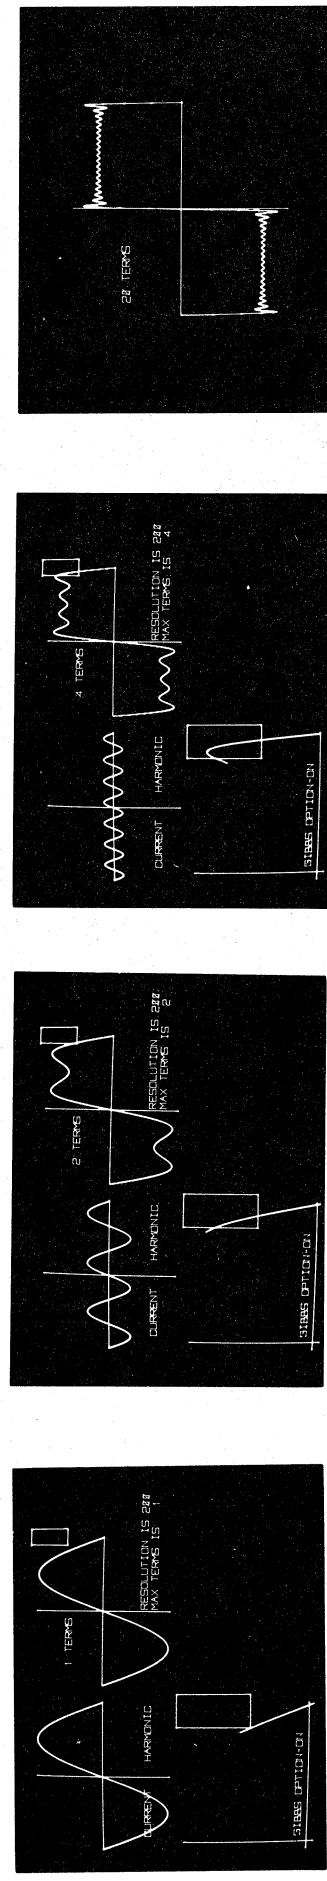 1 TERMS
RESOLUTION IS 200
MAX TERMS IS 1
CURRENT HARMONIC
GIBBS OPTION-ON
2 TERMS
RESOLUTION IS 200
MAX TERMS IS 2
CURRENT HARMONIC
GIBBS OPTION-ON
4 TERMS
RESOLUTION IS 200
MAX TERMS IS 4
CURRENT HARMONIC
GIBBS OPTION-ON
20 TERMS